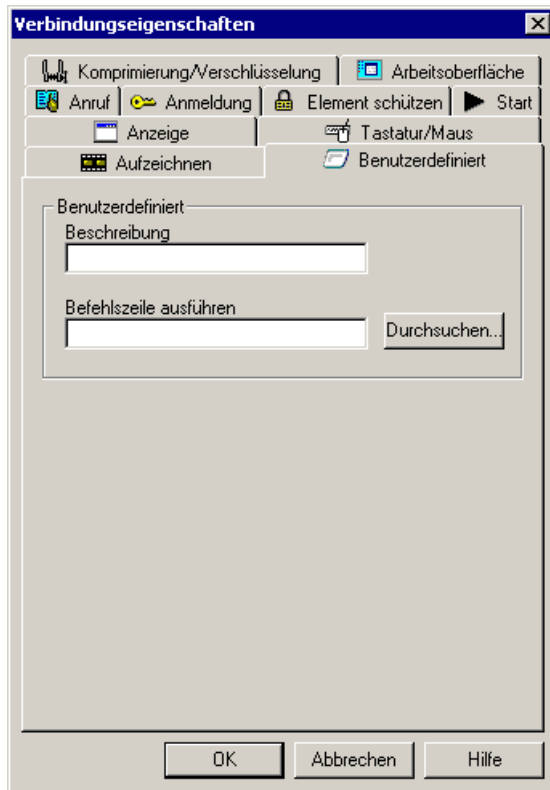 Verbindungseigenschaften
Komprimierung/Verschlüsselung Arbeitsoberfläche
Anruf Anmeldung Element schützen Start
Anzeige Tastatur/Maus
Aufzeichnen Benutzerdefiniert
Benutzerdefiniert
Beschreibung
Befehlszeile ausführen
Durchsuchen...
OK Abbrechen Hilfe